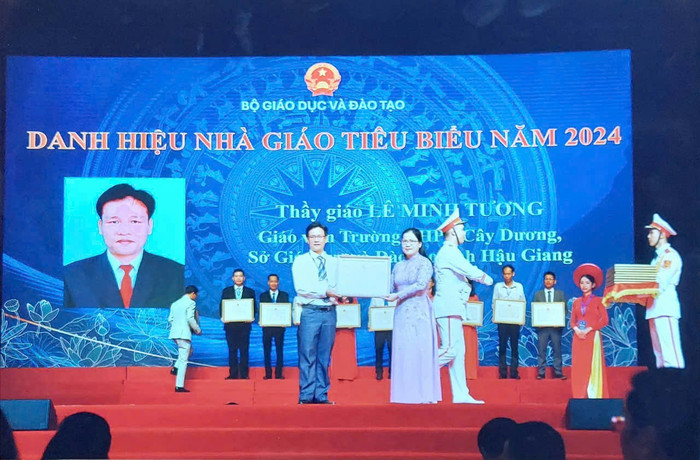 BỘ GIÁO DỤC VÀ ĐÀO TẠO
DANH HIỆU NHÀ GIÁO TIÊU BIỂU NĂM 2024
Thầy giáo LÊ MINH TƯƠNG
Giáo Trường Cây Dương,
Sở Hậu Giang